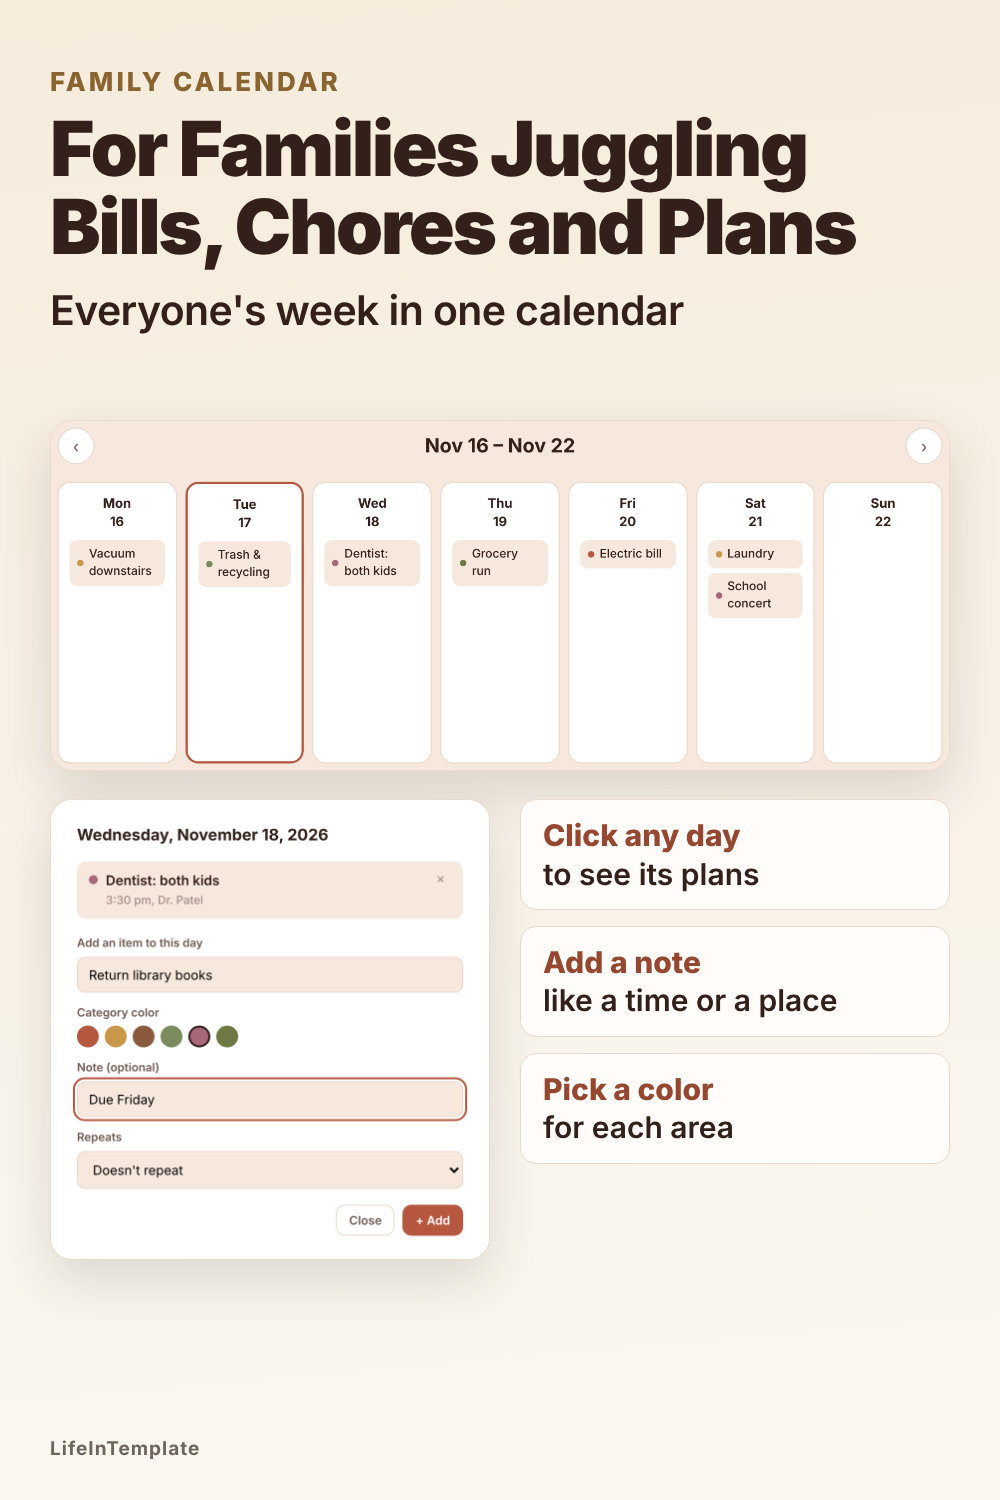 FAMILY CALENDAR
For Families Juggling
Bills, Chores and Plans
Everyone's week in one calendar
‹
Nov 16 – Nov 22
›
Mon
16
Vacuum
downstairs
Tue
17
Trash &
recycling
Wed
18
Dentist:
both kids
Thu
19
Grocery
run
Fri
20
Electric bill
Sat
21
Laundry
School
concert
Sun
22
Wednesday, November 18, 2026
Dentist: both kids
×
3:30 pm, Dr. Patel
Add an item to this day
Return library books
Category color
Note (optional)
Due Friday
Repeats
Doesn't repeat
Close
+ Add
Click any day
to see its plans
Add a note
like a time or a place
Pick a color
for each area
LifeInTemplate